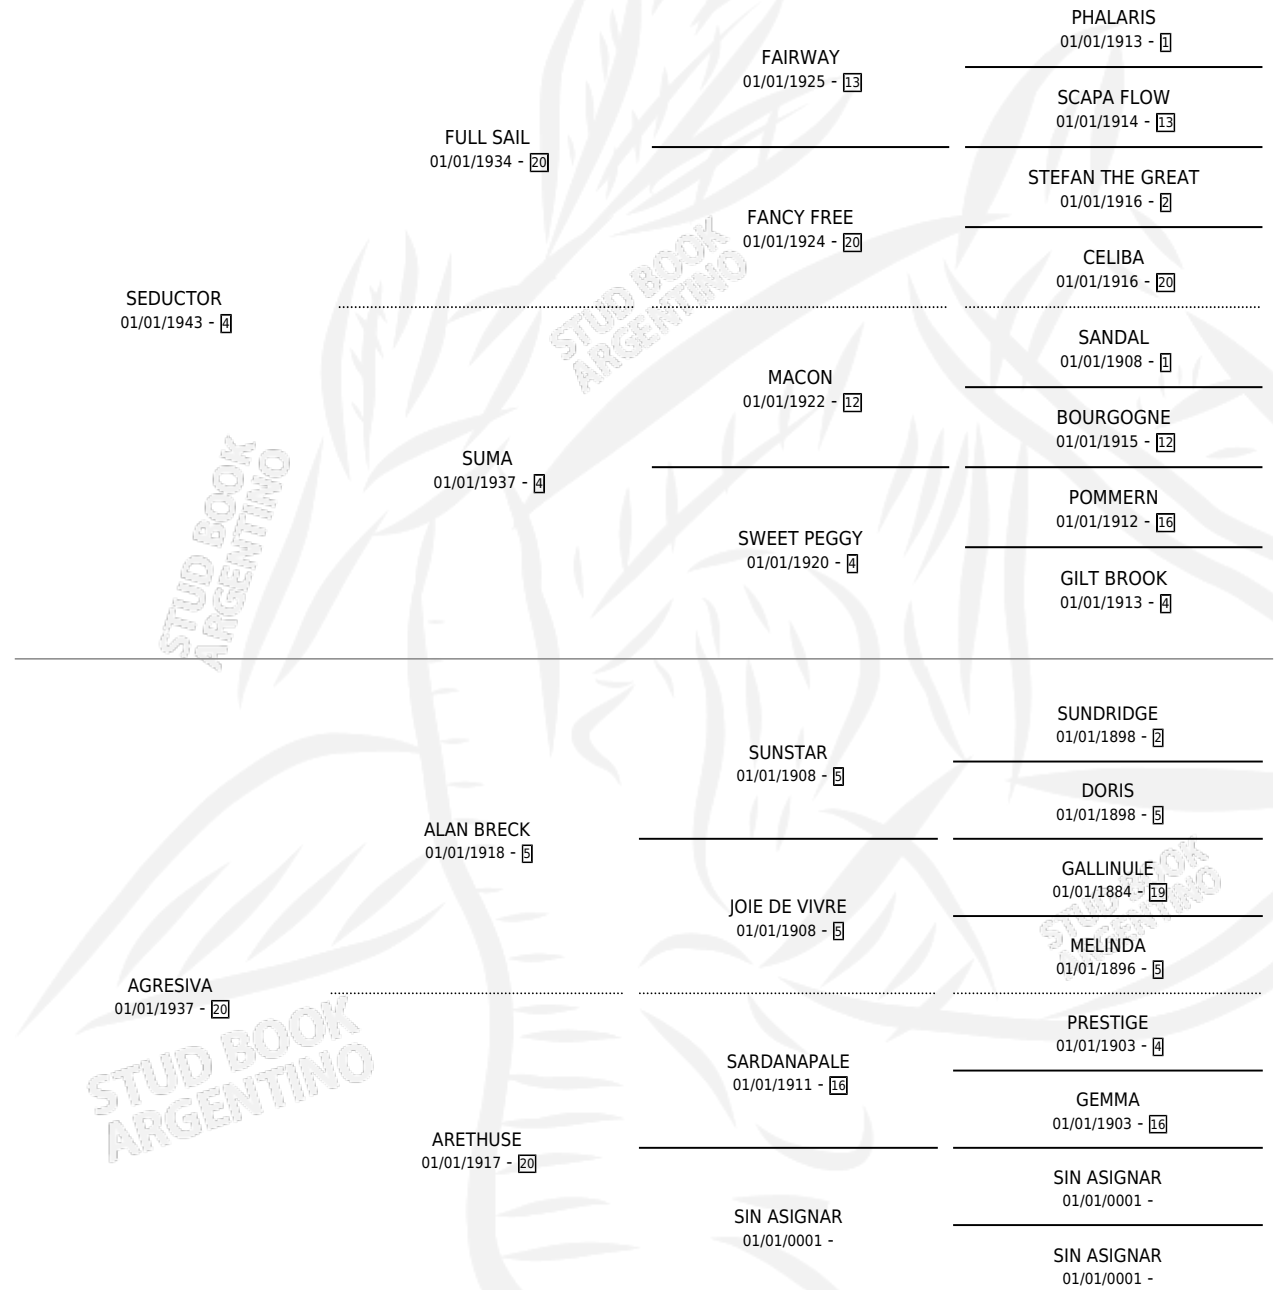 PHALARIS
01/01/1913 - 1
FAIRWAY
01/01/1925 - 13
SCAPA FLOW
01/01/1914 - 13
FULL SAIL
01/01/1934 - 20
STEFAN THE GREAT
01/01/1916 - 2
FANCY FREE
01/01/1924 - 20
CELIBA
01/01/1916 - 20
SEDUCTOR
01/01/1943 - 4
SANDAL
01/01/1908 - 1
MACON
01/01/1922 - 12
BOURGOGNE
01/01/1915 - 12
SUMA
01/01/1937 - 4
POMMERN
01/01/1912 - 16
SWEET PEGGY
01/01/1920 - 4
GILT BROOK
01/01/1913 - 4
STUD BOOK
ARGENTINO
STUD BOOK
ARGENTINO
SUNDRIDGE
01/01/1898 - 2
SUNSTAR
01/01/1908 - 5
DORIS
01/01/1898 - 5
ALAN BRECK
01/01/1918 - 5
GALLINULE
01/01/1884 - 19
JOIE DE VIVRE
01/01/1908 - 5
MELINDA
01/01/1896 - 5
AGRESIVA
01/01/1937 - 20
PRESTIGE
01/01/1903 - 4
SARDANAPALE
01/01/1911 - 16
GEMMA
01/01/1903 - 16
ARETHUSE
01/01/1917 - 20
SIN ASIGNAR
01/01/0001 -
SIN ASIGNAR
01/01/0001 -
SIN ASIGNAR
01/01/0001 -
STUD BOOK
ARGENTINO
STUD BOOK
ARGENTINO